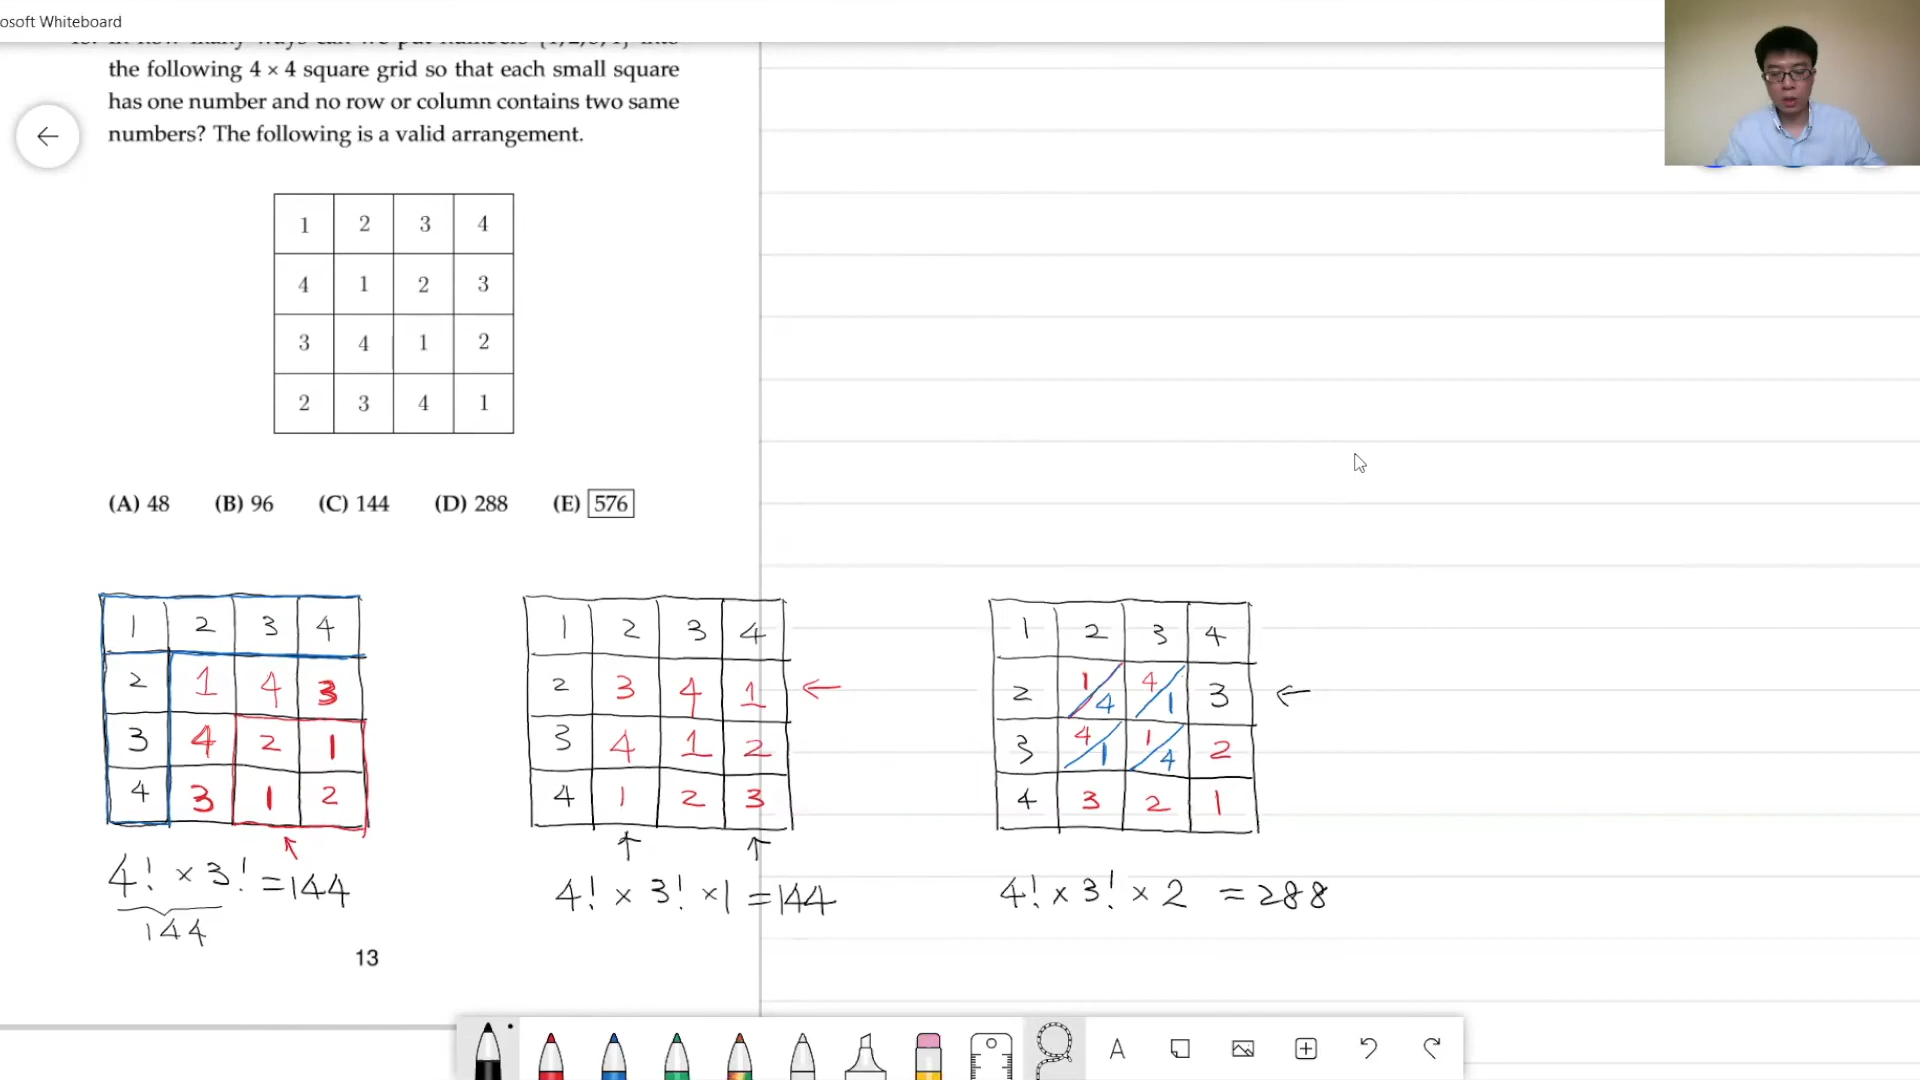 osoft Whiteboard
the following 4 × 4 square grid so that each small square
has one number and no row or column contains two same
numbers? The following is a valid arrangement.
1 2 3 4
4 1 2 3
3 4 1 2
2 3 4 1
(A) 48 (B) 96 (C) 144 (D) 288 (E) 576
1 2 3 4
2 1 4 3
3 4 2 1
4 3 1 2
4! × 3! = 144
144
1 2 3 4
2 3 4 1
3 4 1 2
4 1 2 3
4! × 3! × 1 = 144
1 2 3 4
2 1/4 4/1 3
3 4/1 1/4 2
4 3 2 1
4! × 3! × 2 = 288
13
A